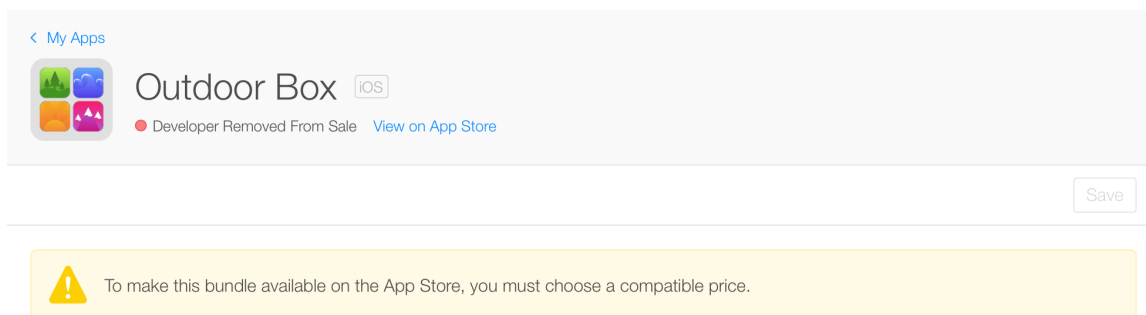 My Apps
Outdoor Box iOS
Developer Removed From Sale View on App Store
Save
To make this bundle available on the App Store, you must choose a compatible price.